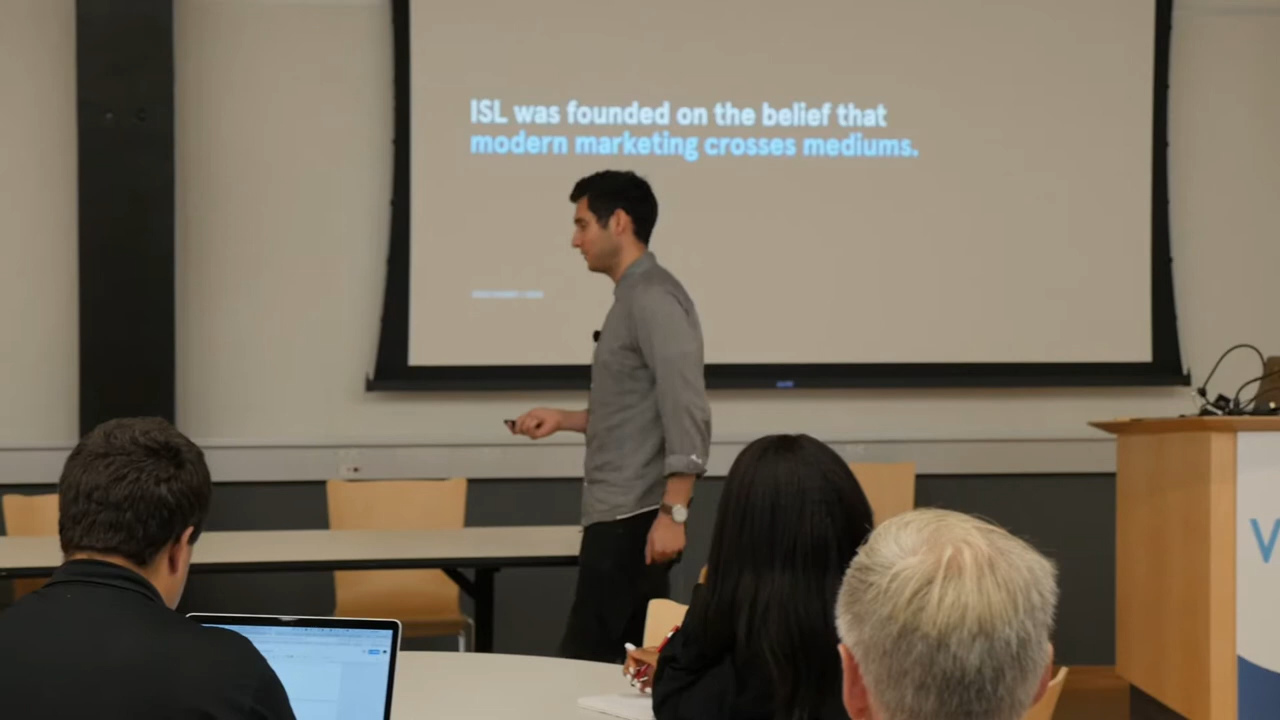 ISL was founded on the belief that
modern marketing crosses mediums.
V